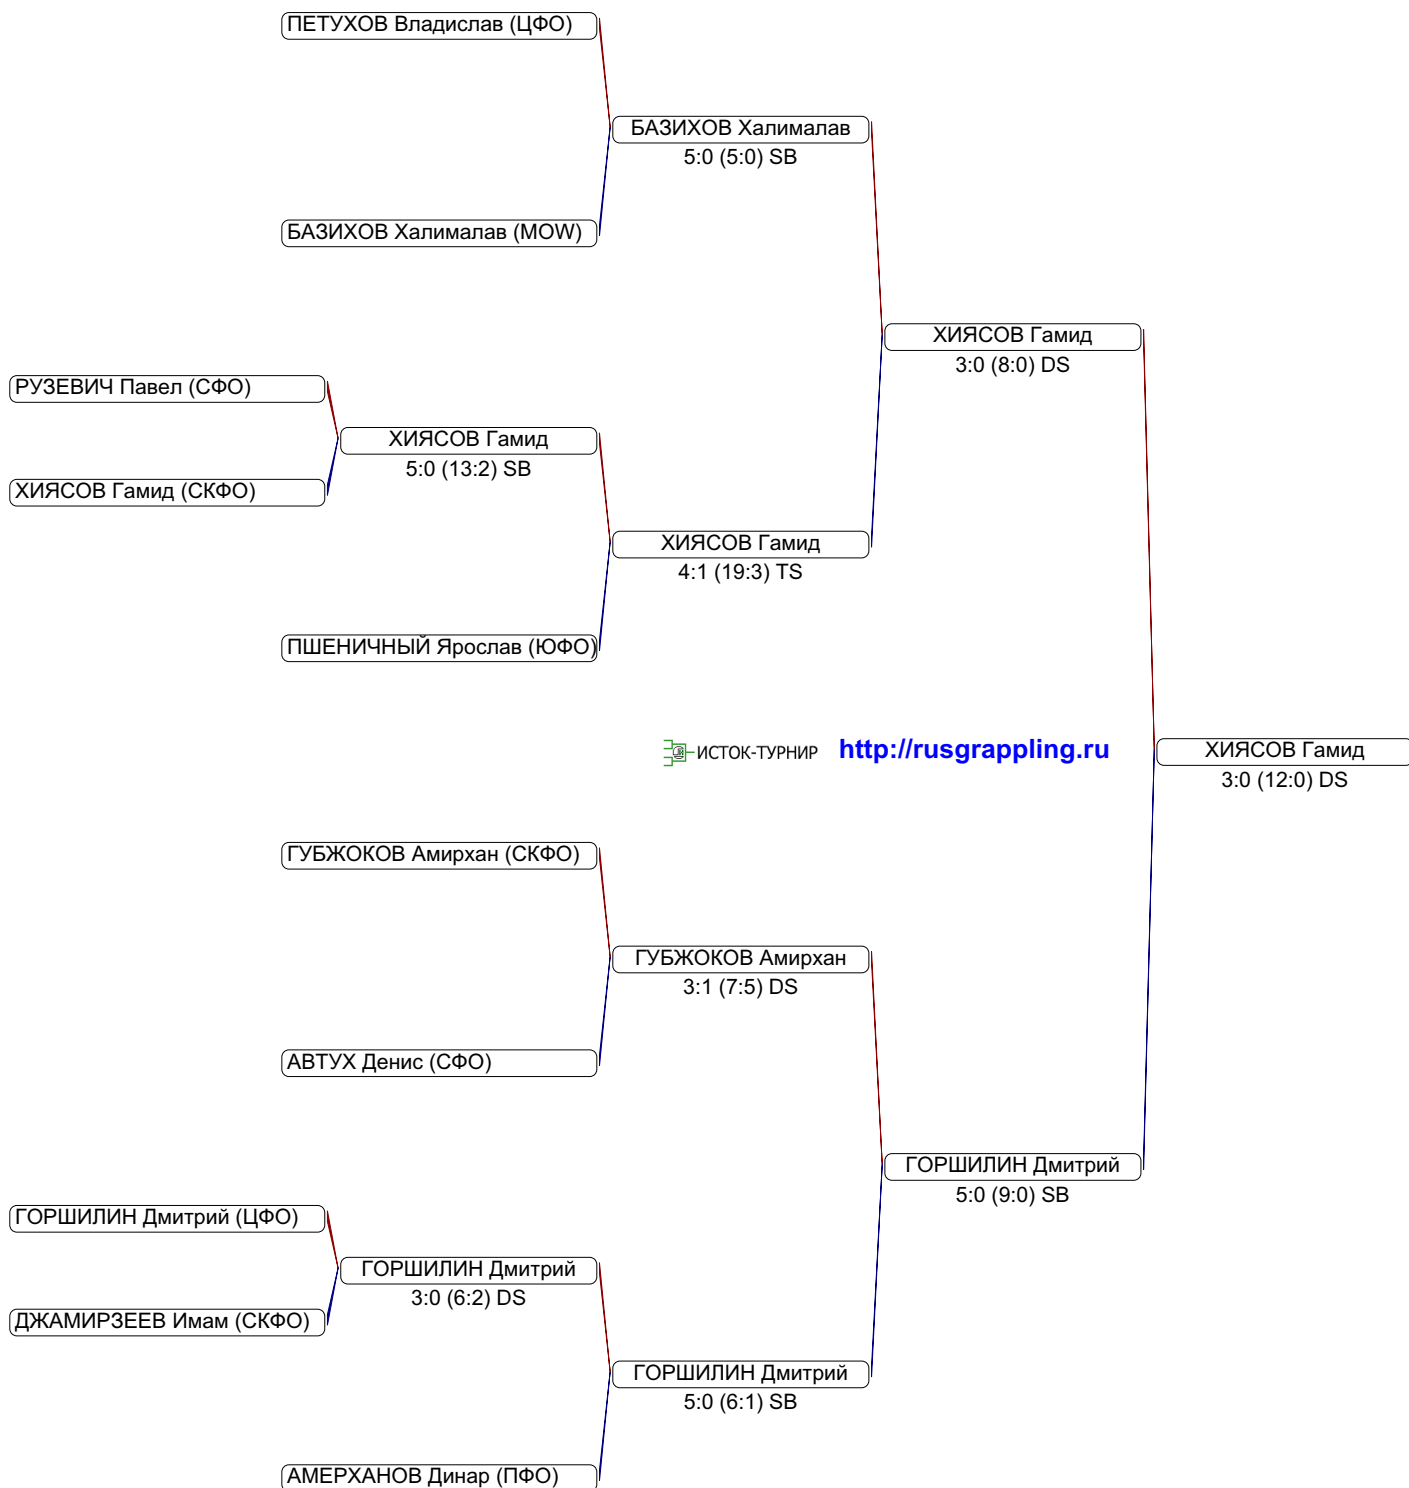 ПЕТУХОВ Владислав (ЦФО)
БАЗИХОВ Халималав
5:0 (5:0) SB
БАЗИХОВ Халималав (MOW)
ХИЯСОВ Гамид
3:0 (8:0) DS
РУЗЕВИЧ Павел (СФО)
ХИЯСОВ Гамид
5:0 (13:2) SB
ХИЯСОВ Гамид (СКФО)
ХИЯСОВ Гамид
4:1 (19:3) TS
ПШЕНИЧНЫЙ Ярослав (ЮФО)
ИСТОК-ТУРНИР http://rusgrappling.ru
ХИЯСОВ Гамид
3:0 (12:0) DS
ГУБЖОКОВ Амирхан (СКФО)
ГУБЖОКОВ Амирхан
3:1 (7:5) DS
АВТУХ Денис (СФО)
ГОРШИЛИН Дмитрий
5:0 (9:0) SB
ГОРШИЛИН Дмитрий (ЦФО)
ГОРШИЛИН Дмитрий
3:0 (6:2) DS
ДЖАМИРЗЕЕВ Имам (СКФО)
ГОРШИЛИН Дмитрий
5:0 (6:1) SB
АМЕРХАНОВ Динар (ПФО)